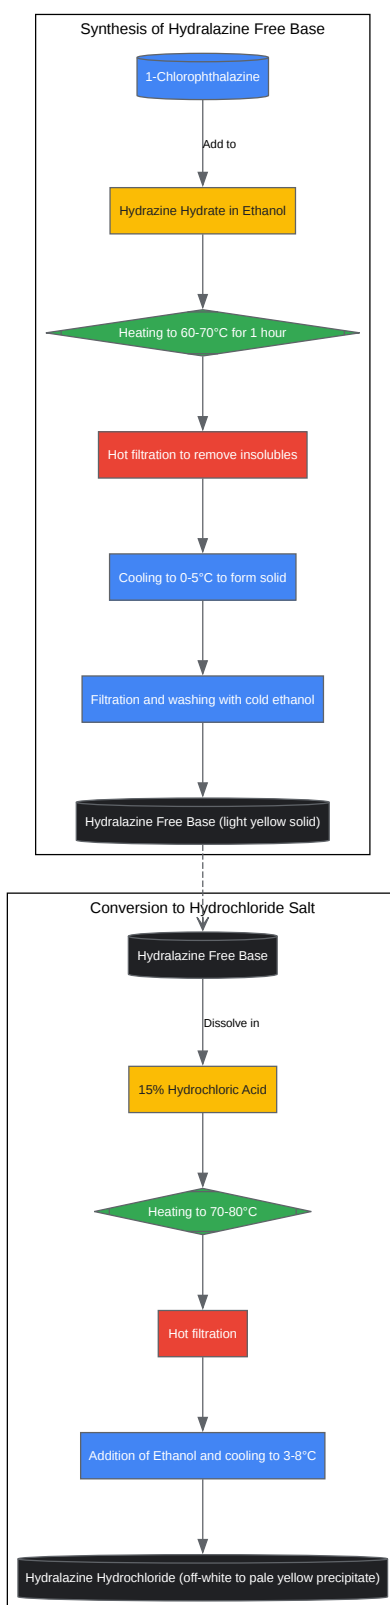 Synthesis of Hydralazine Free Base
1-Chlorophthalazine
Add to
Hydrazine Hydrate in Ethanol
Heating to 60-70°C for 1 hour
Hot filtration to remove insolubles
Cooling to 0-5°C to form solid
Filtration and washing with cold ethanol
Hydralazine Free Base (light yellow solid)
Conversion to Hydrochloride Salt
Hydralazine Free Base
Dissolve in
15% Hydrochloric Acid
Heating to 70-80°C
Hot filtration
Addition of Ethanol and cooling to 3-8°C
Hydralazine Hydrochloride (off-white to pale yellow precipitate)